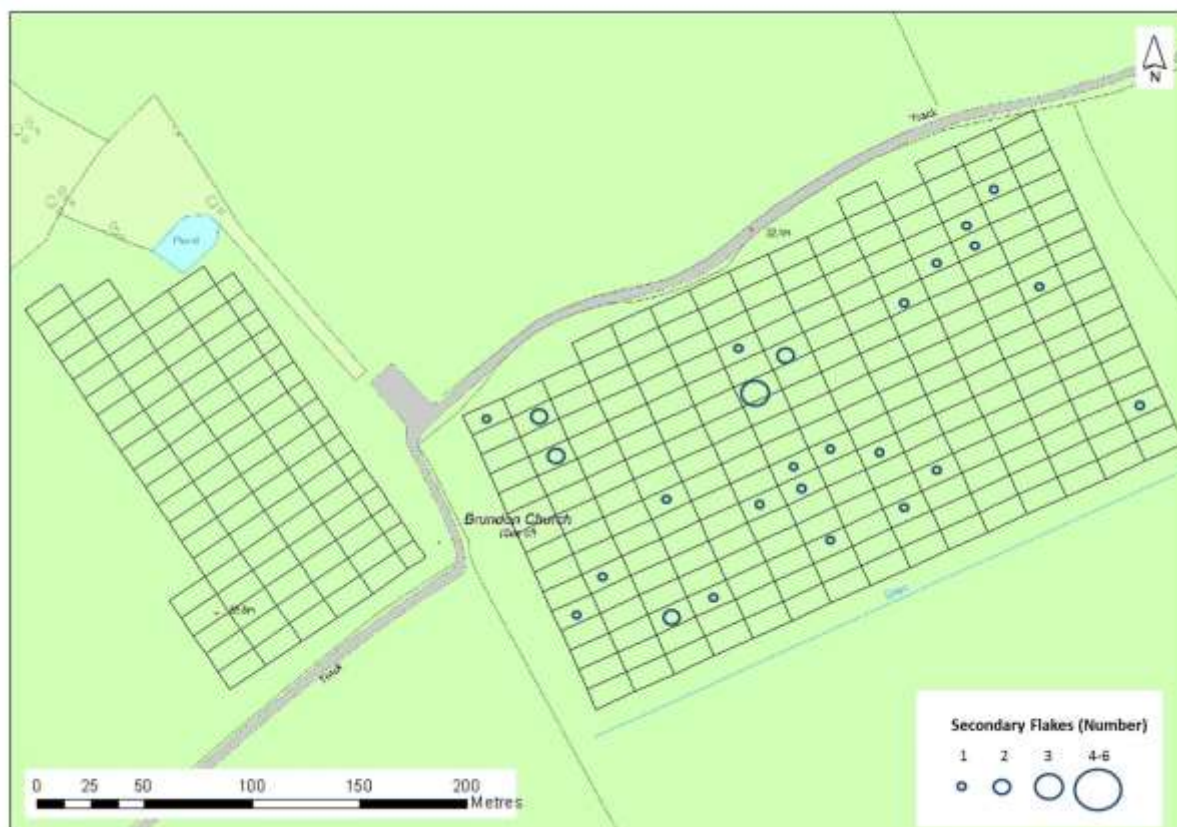 N
Track
Pond
Brundon Church
Track
Drain
Secondary Flakes (Number)
1 2 3 4-6
0 25 50 100 150 200
Metres